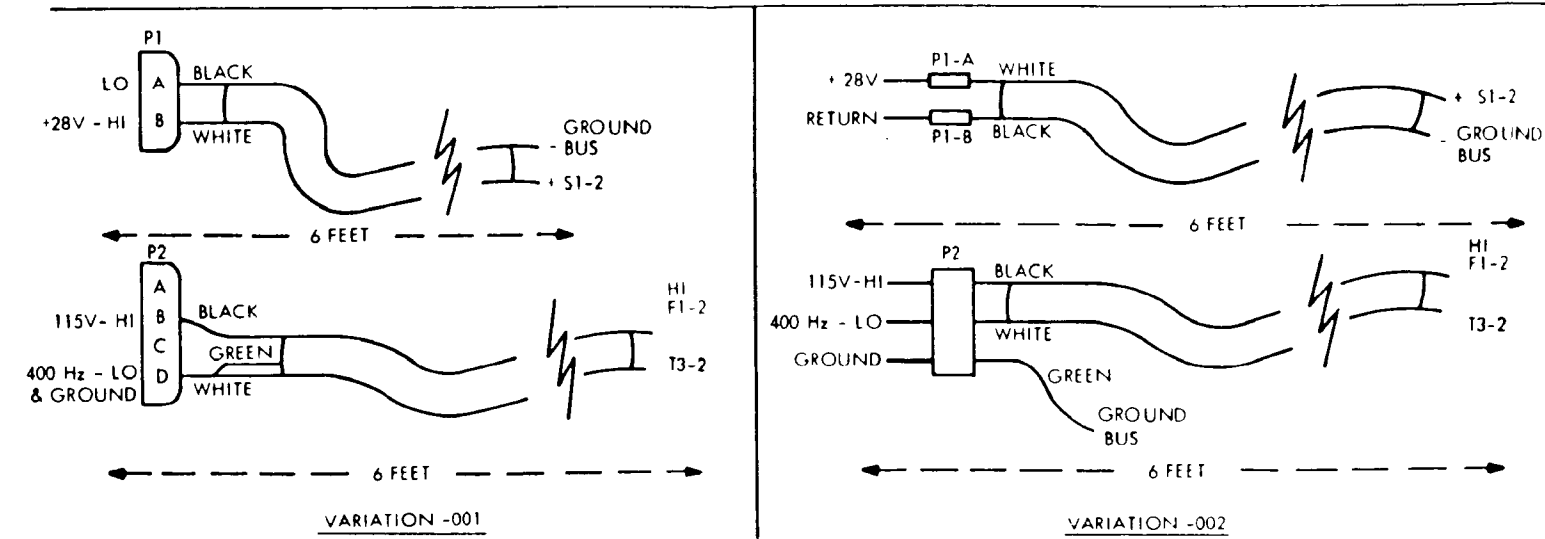 P1
LO A BLACK
+28V - HI B WHITE
GROUND
- BUS
+ S1-2
6 FEET
P2
A
B BLACK
115V- HI
C GREEN
400 Hz - LO D WHITE
& GROUND
HI
F1-2
T3-2
6 FEET
VARIATION -001
P1-A
+ 28V WHITE
RETURN BLACK
P1-B
+ S1-2
- GROUND
BUS
6 FEET
P2
115V-HI BLACK
400 Hz - LO WHITE
GROUND
GREEN
GROUND
BUS
HI
F1-2
T3-2
6 FEET
VARIATION -002